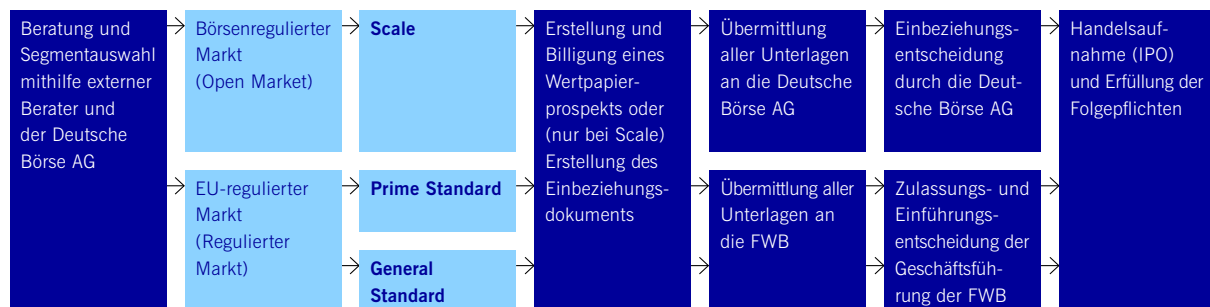 Beratung und
Segmentauswahl
mithilfe externer
Berater und
der Deutsche
Börse AG
Börsenregulierter
Markt
(Open Market)
EU-regulierter
Markt
(Regulierter
Markt)
Scale
Prime Standard
General
Standard
Erstellung und
Billigung eines
Wertpapier-
prospekts oder
(nur bei Scale)
Erstellung des
Einbeziehungs-
dokuments
Übermittlung
aller Unterlagen
an die Deutsche
Börse AG
Übermittlung aller
Unterlagen an
die FWB
Einbeziehungs-
entscheidung
durch die Deut-
sche Börse AG
Zulassungs- und
Einführungs-
entscheidung der
Geschäftsfüh-
rung der FWB
Handelsauf-
nahme (IPO)
und Erfüllung der
Folgepflichten